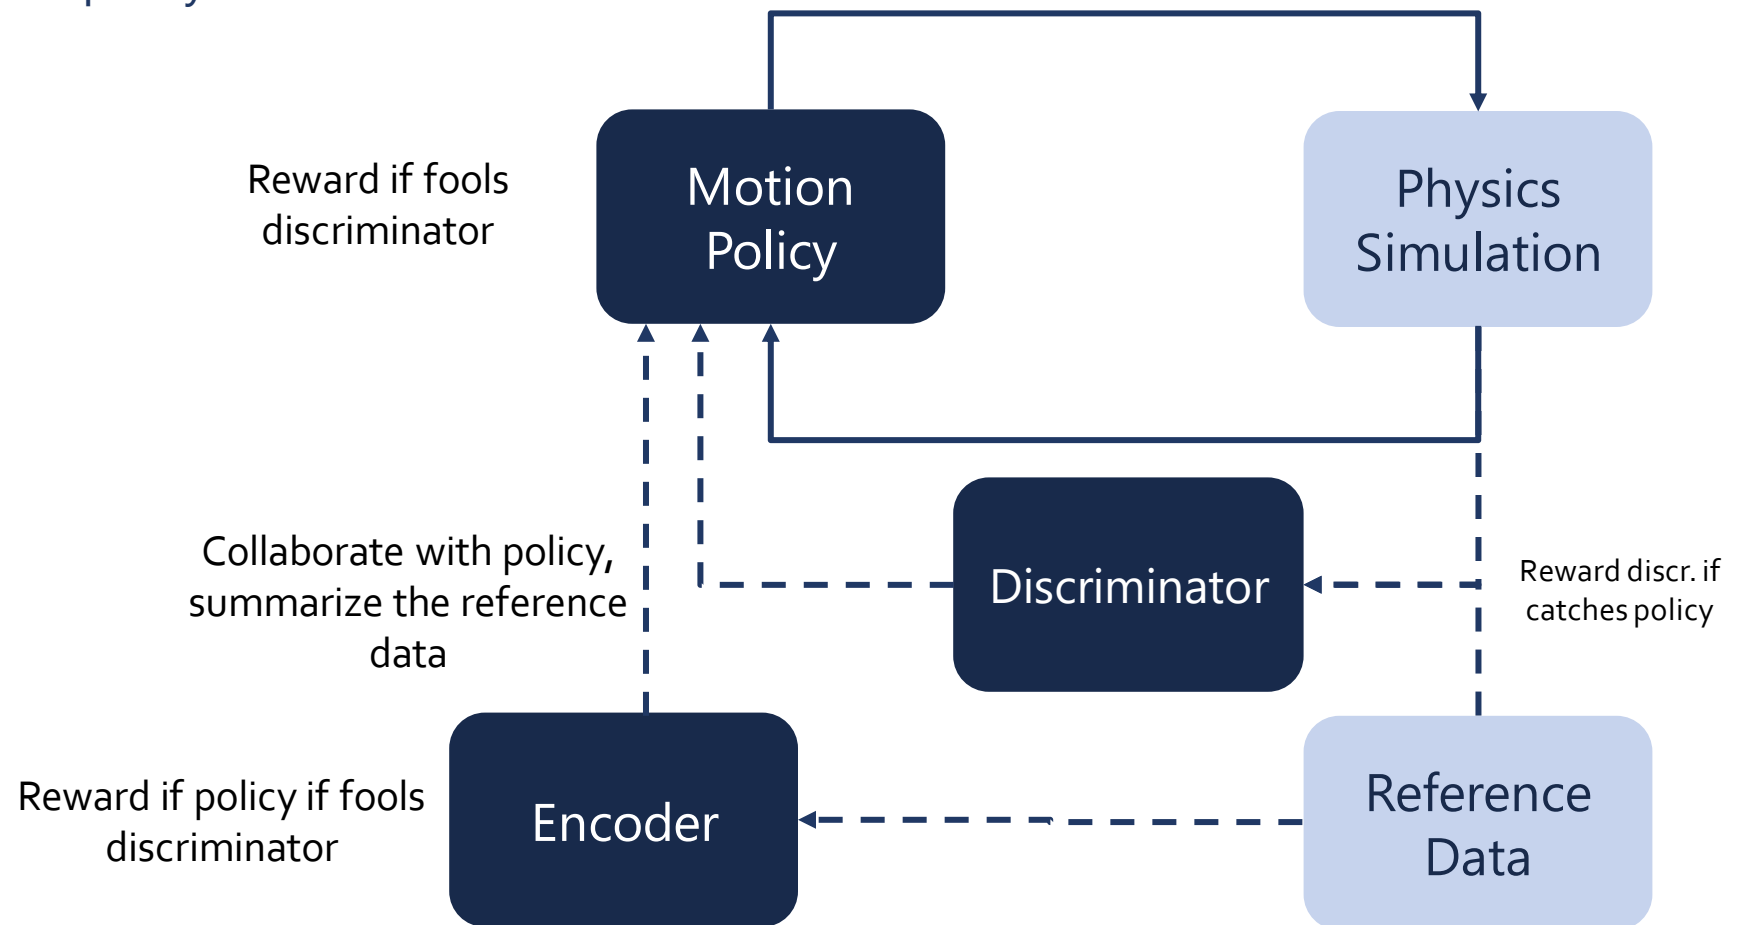 Reward if fools
discriminator
Motion
Policy
Physics
Simulation
Collaborate with policy,
summarize the reference
data
Discriminator
Reward discr. if
catches policy
Reward if policy if fools
discriminator
Encoder
Reference
Data